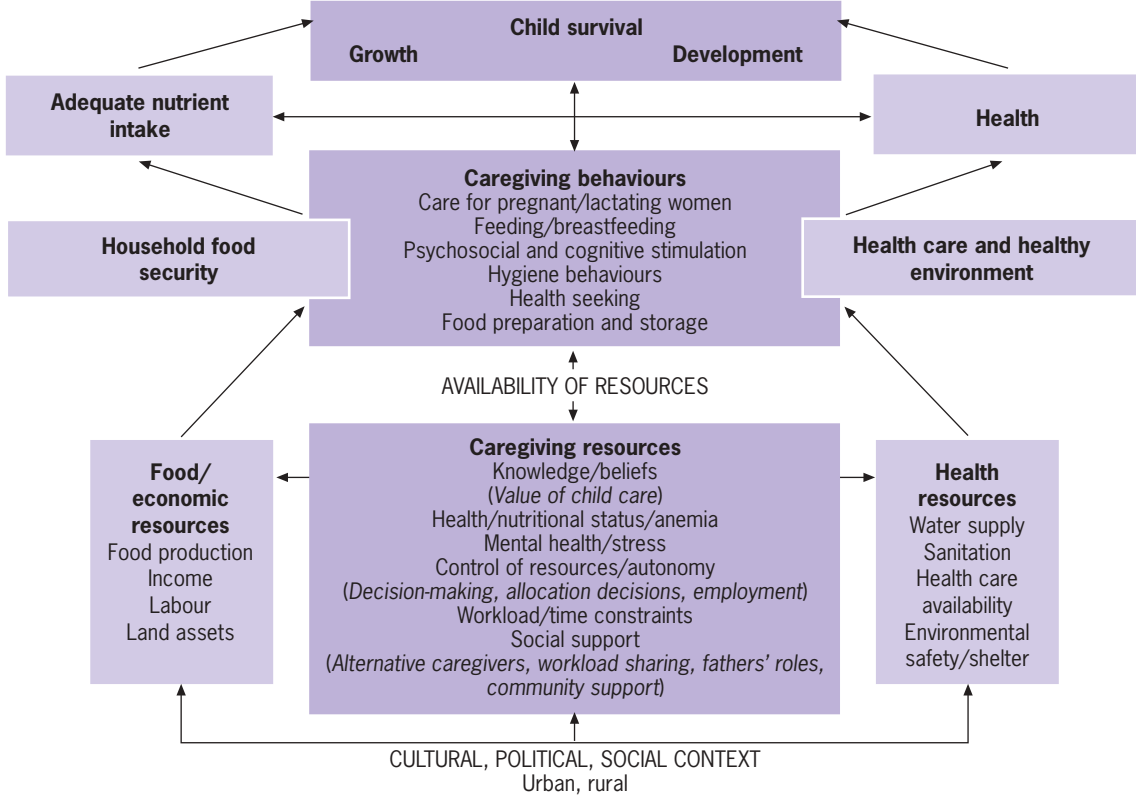 Child survival
Growth Development
Adequate nutrient
intake
Health
Caregiving behaviours
Care for pregnant/lactating women
Feeding/breastfeeding
Psychosocial and cognitive stimulation
Hygiene behaviours
Health seeking
Food preparation and storage
Household food
security
Health care and healthy
environment
AVAILABILITY OF RESOURCES
Food/
economic
resources
Food production
Income
Labour
Land assets
Caregiving resources
Knowledge/beliefs
(Value of child care)
Health/nutritional status/anemia
Mental health/stress
Control of resources/autonomy
(Decision-making, allocation decisions, employment)
Workload/time constraints
Social support
(Alternative caregivers, workload sharing, fathers' roles,
community support)
Health
resources
Water supply
Sanitation
Health care
availability
Environmental
safety/shelter
CULTURAL, POLITICAL, SOCIAL CONTEXT
Urban, rural